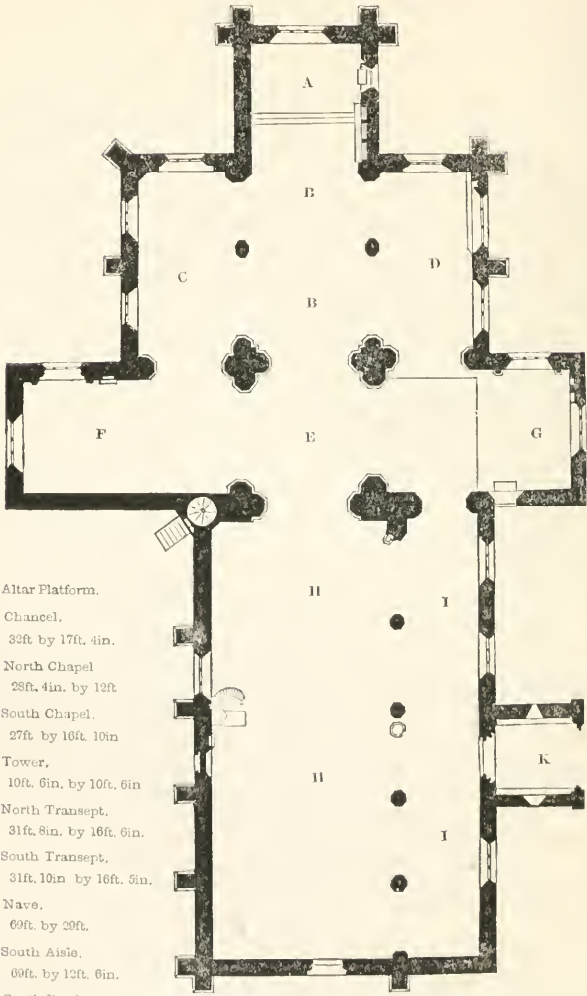 A
B
C
D
B
F
E
G
H
I
K
H
I
Altar Platform.
Chancel,
32ft by 17ft, 4in.
North Chapel
28ft, 4in. by 12ft
South Chapel.
27ft by 16ft, 10in
Tower,
10ft, 6in, by 10ft, 6in
North Transept,
31ft, 8in. by 16ft, 6in.
South Transept,
31ft, 10in by 16ft, 5in,
Nave,
69ft, by 29ft.
South Aisle,
69ft. by 12ft, 6in.